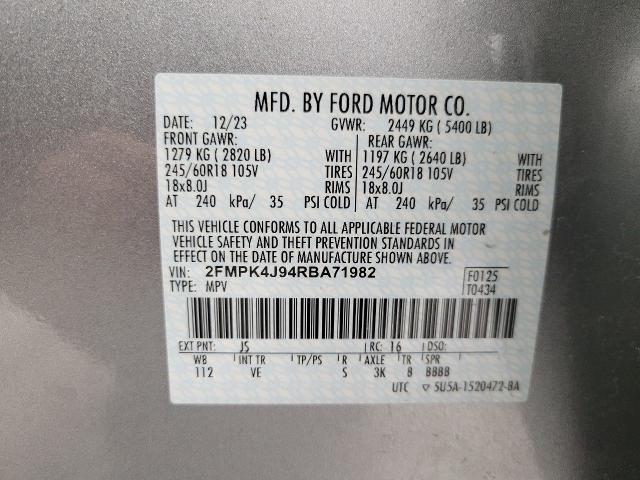 MFD. BY FORD MOTOR CO.
DATE: 12/23 GVWR: 2449 KG ( 5400 LB)
FRONT GAWR: REAR GAWR:
1279 KG ( 2820 LB) WITH 1197 KG ( 2640 LB) WITH
245/60R18 105V TIRES 245/60R18 105V TIRES
18x8.0J RIMS 18x8.0J RIMS
AT 240 kPa/ 35 PSI COLD AT 240 kPa/ 35 PSI COLD
THIS VEHICLE CONFORMS TO ALL APPLICABLE FEDERAL MOTOR
VEHICLE SAFETY AND THEFT PREVENTION STANDARDS IN
EFFECT ON THE DATE OF MANUFACTURE SHOWN ABOVE.
VIN: 2FMPK4J94RBA71982 F0125
TYPE: MPV T0434
EXT PNT: JS RC: 16 DSO:
WB INT TR TP/PS R AXLE TR SPR
112 VE S 3K 8 8888
UTC ▽ 5U5A-1520472-BA